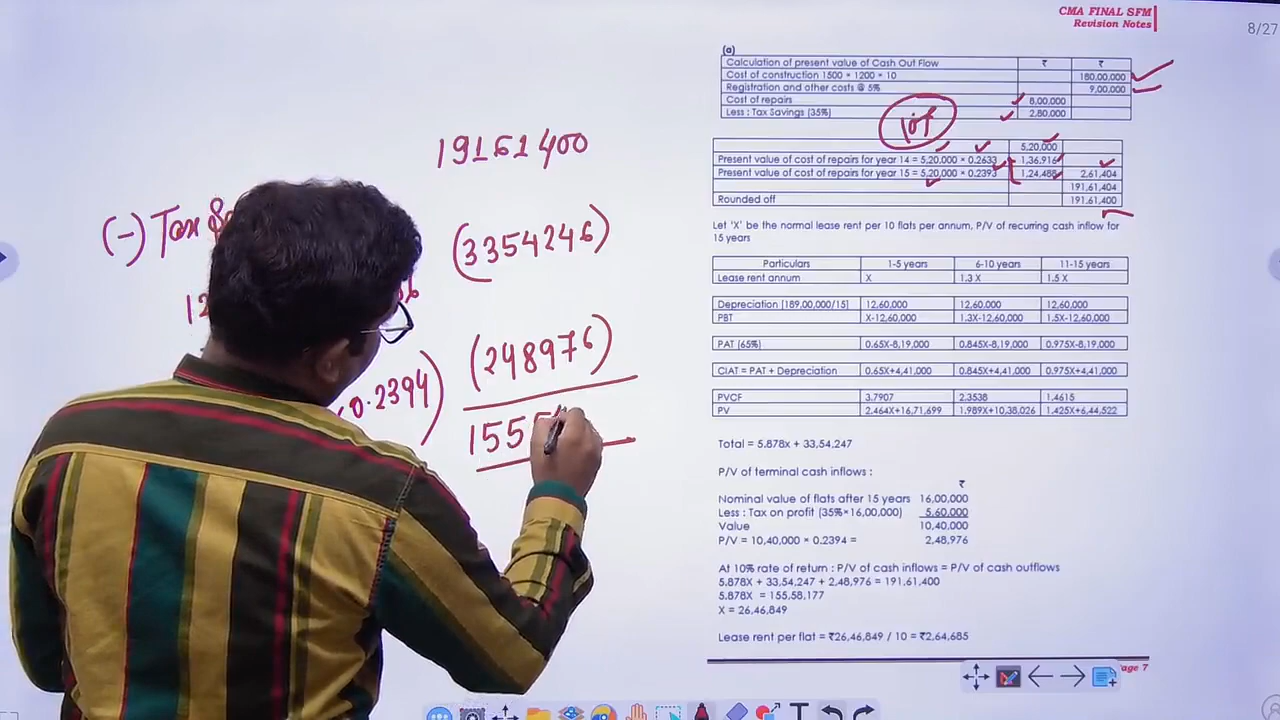 CMA FINAL SFM
Revision Notes
8/27
19161400
(-) Tax
(3354246)
(248976)
0.2394)
155
10f
(a)
Calculation of present value of Cash Out Flow ₹ ₹
Cost of construction 1500 * 1200 * 10 180,00,000
Registration and other costs @ 5% 9,00,000
Cost of repairs 8,00,000
Less : Tax Savings (35%) 2,80,000
5,20,000
Present value of cost of repairs for year 14 = 5,20,000 * 0.2633 1,36,916
Present value of cost of repairs for year 15 = 5,20,000 * 0.2393 1,24,488 2,61,404
191,61,404
Rounded off 191,61,400
Let 'X' be the normal lease rent per 10 flats per annum, P/V of recurring cash inflow for
15 years
Particulars 1-5 years 6-10 years 11-15 years
Lease rent annum X 1.3 X 1.5 X
Depreciation [189,00,000/15] 12,60,000 12,60,000 12,60,000
PBT X-12,60,000 1.3X-12,60,000 1.5X-12,60,000
PAT (65%) 0.65X-8,19,000 0.845X-8,19,000 0.975X-8,19,000
CIAT = PAT + Depreciation 0.65X+4,41,000 0.845X+4,41,000 0.975X+4,41,000
PVCF 3.7907 2.3538 1.4615
PV 2.464X+16,71,699 1.989X+10,38,026 1.425X+6,44,522
Total = 5.878x + 33,54,247
P/V of terminal cash inflows :
₹
Nominal value of flats after 15 years 16,00,000
Less : Tax on profit (35%*16,00,000) 5,60,000
Value 10,40,000
P/V = 10,40,000 * 0.2394 = 2,48,976
At 10% rate of return : P/V of cash inflows = P/V of cash outflows
5.878X + 33,54,247 + 2,48,976 = 191,61,400
5.878X = 155,58,177
X = 26,46,849
Lease rent per flat = ₹26,46,849 / 10 = ₹2,64,685
age 7